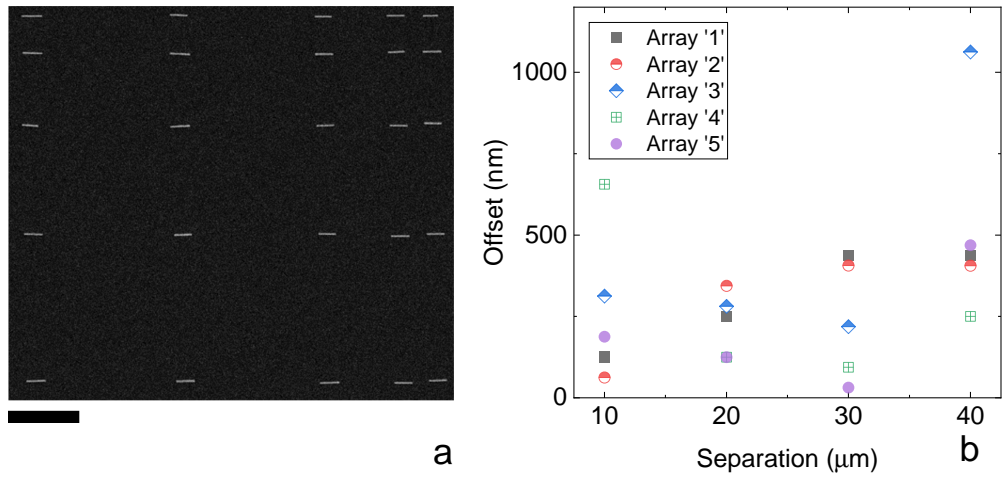 Array '1'
Array '2'
Array '3'
Array '4'
Array '5'
1000
500
0
Offset (nm)
10 20 30 40
Separation (μm)
a
b